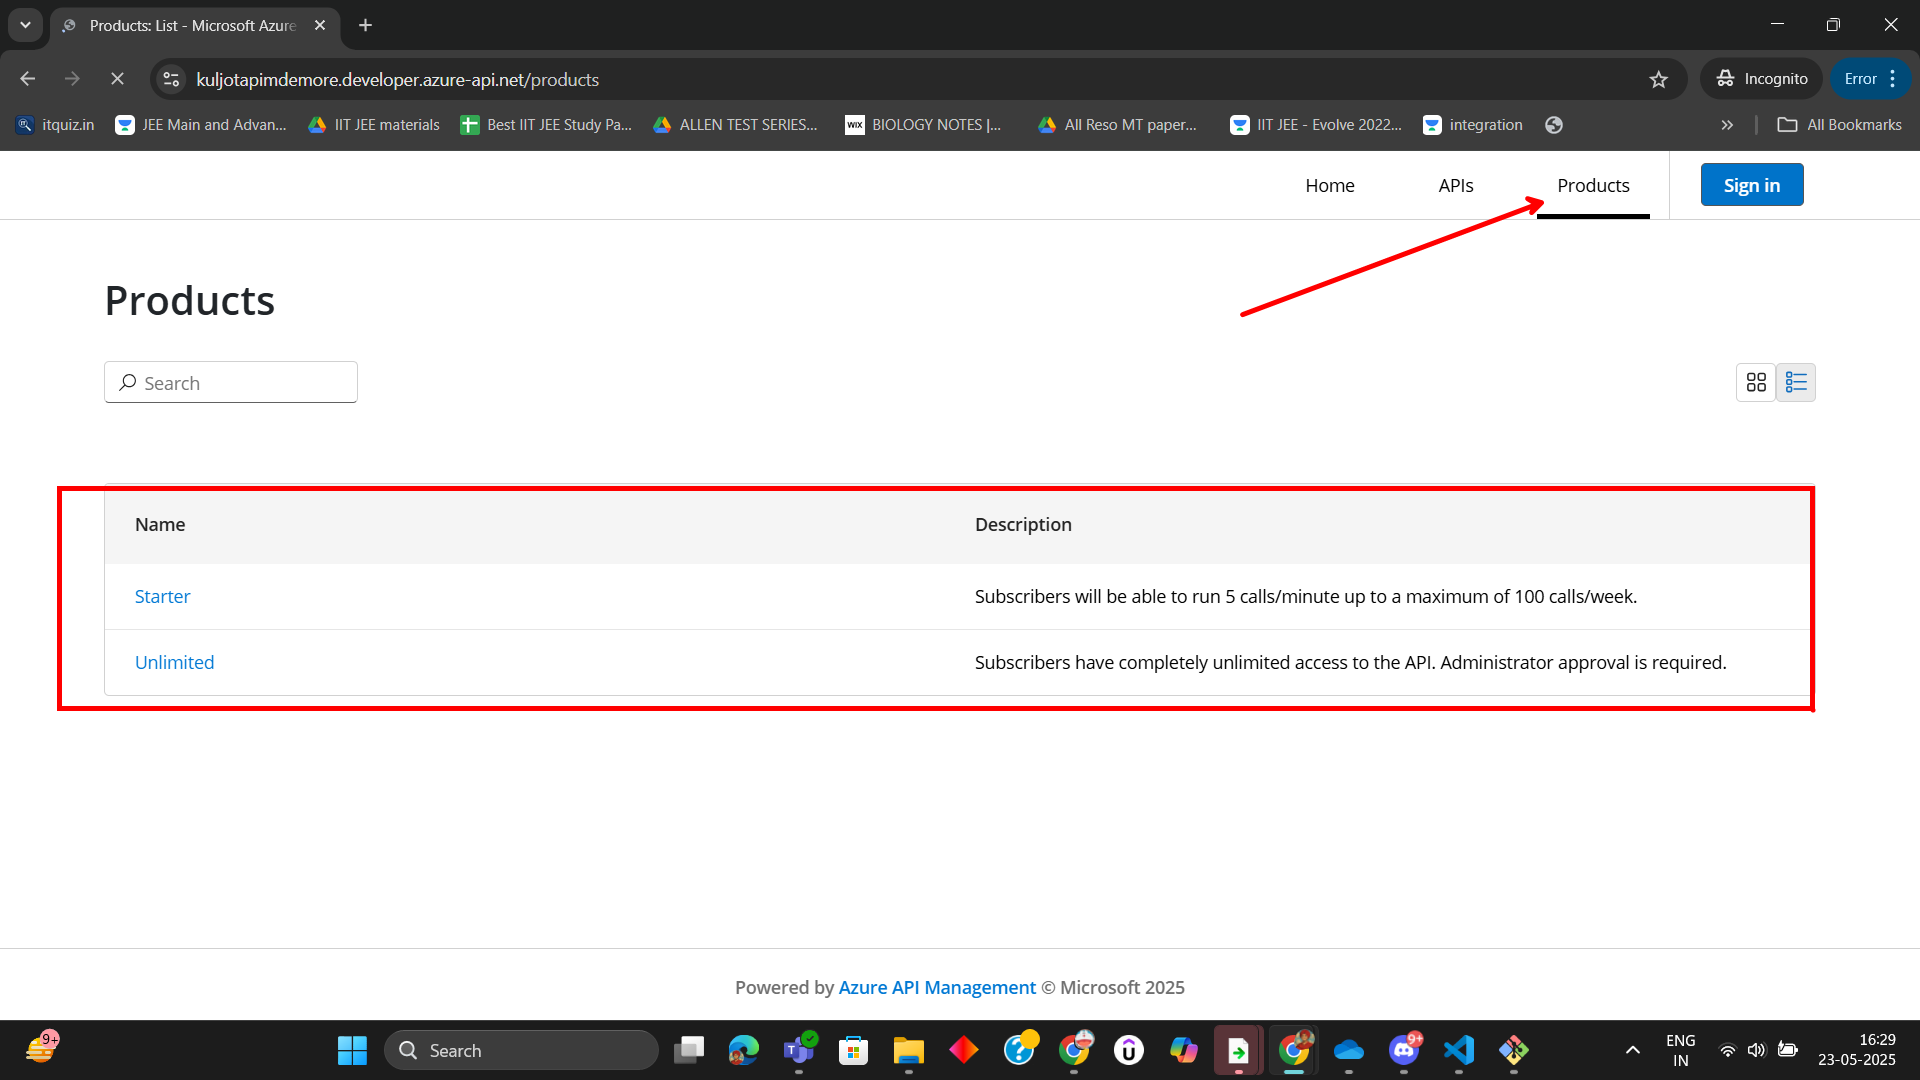 Products: List - Microsoft Azure
kuljotapimdemore.developer.azure-api.net/products
Incognito
Error
itquiz.in
JEE Main and Advan...
IIT JEE materials
Best IIT JEE Study Pa...
ALLEN TEST SERIES...
WIX
BIOLOGY NOTES |...
All Reso MT paper...
IIT JEE - Evolve 2022...
integration
All Bookmarks
Home
APIs
Products
Sign in
Products
Search
Name
Description
Starter
Subscribers will be able to run 5 calls/minute up to a maximum of 100 calls/week.
Unlimited
Subscribers have completely unlimited access to the API. Administrator approval is required.
Powered by Azure API Management © Microsoft 2025
9+
Search
9+
ENG
IN
16:29
23-05-2025